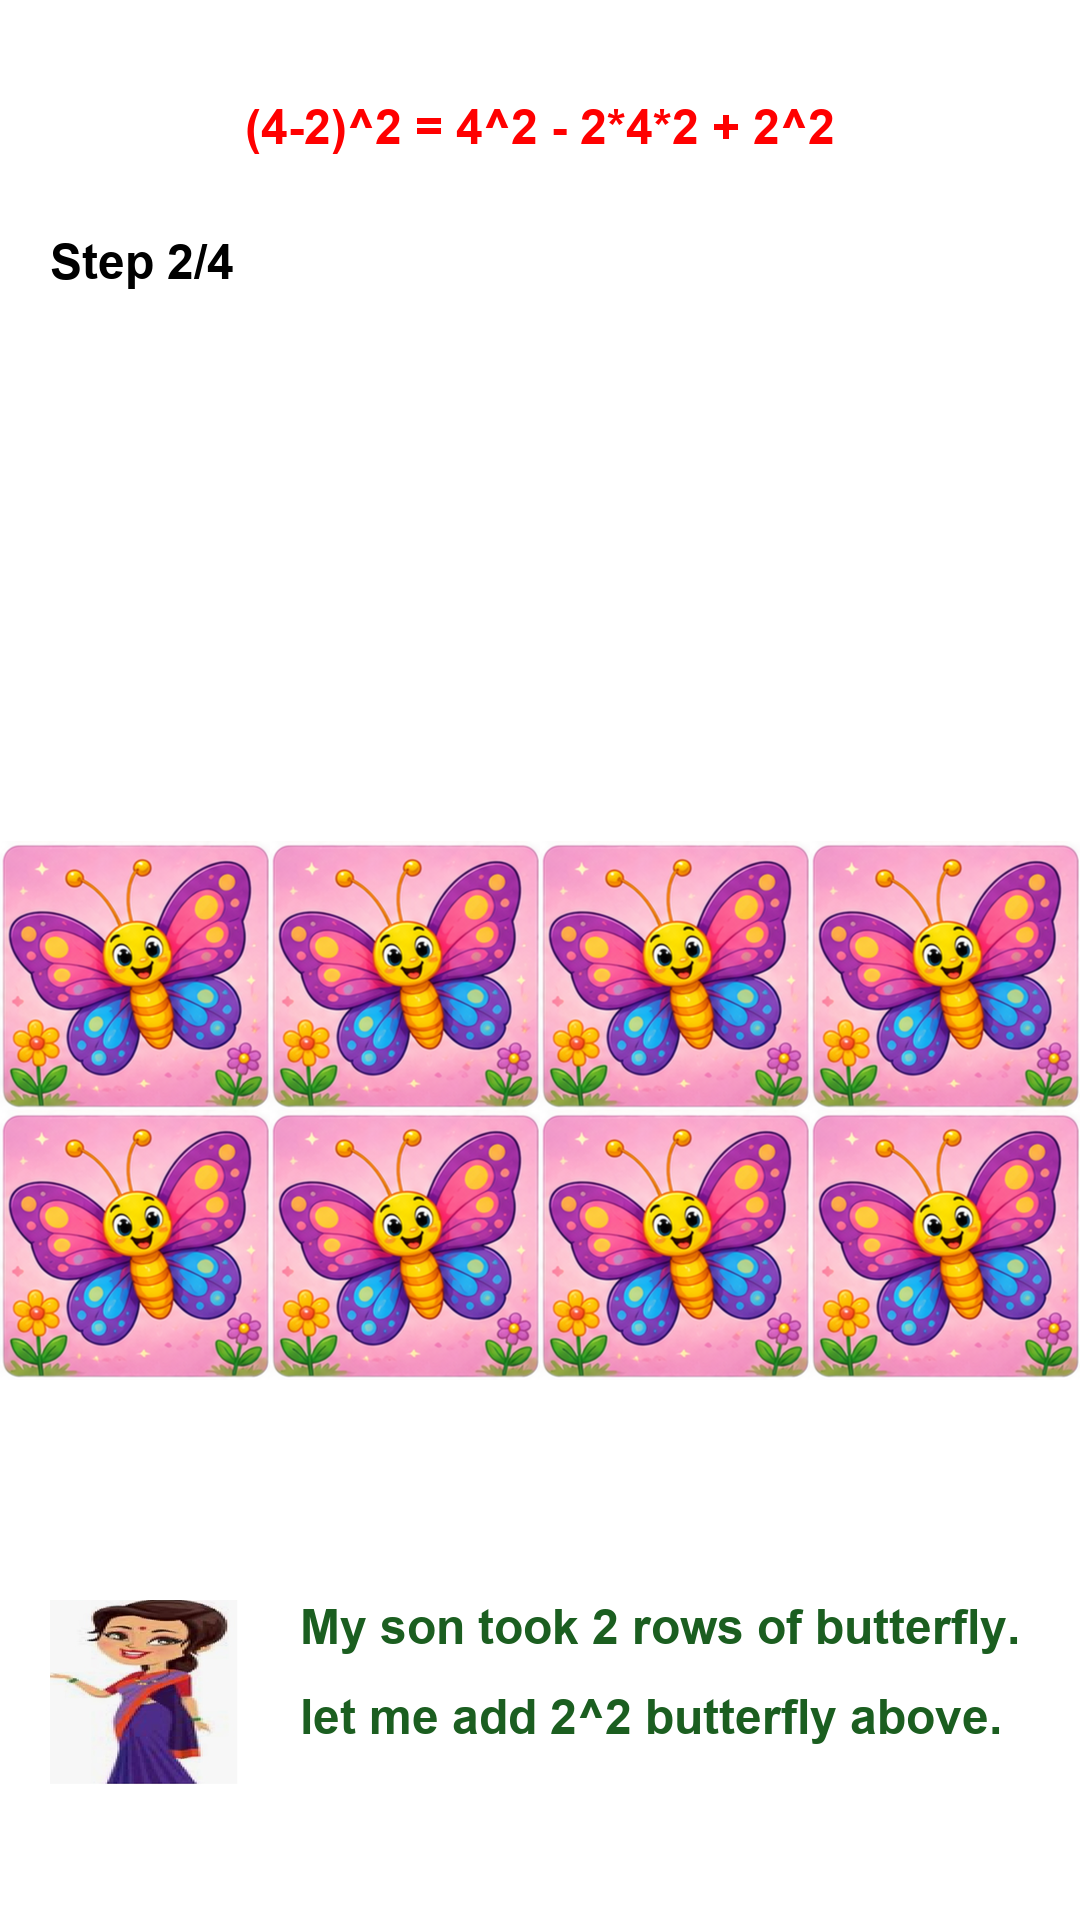 (4-2)^2 = 4^2 - 2*4*2 + 2^2
Step 2/4
My son took 2 rows of butterfly.
let me add 2^2 butterfly above.